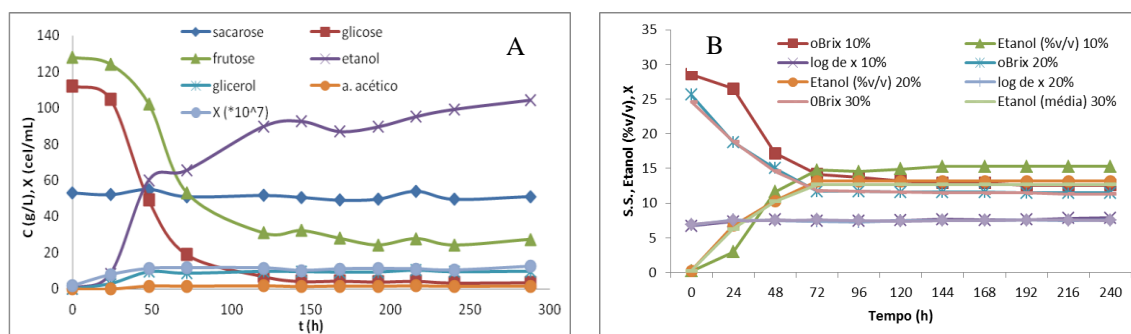 A
sacarose
glicose
frutose
etanol
glicerol
a. acético
X (*10^7)
C (g/L), X (cel/mL)
140
120
100
80
60
40
20
0
0 50 100 150 200 250 300
t (h)
B
oBrix 10%
Etanol (%v/v) 10%
log de x 10%
oBrix 20%
Etanol (%v/v) 20%
log de x 20%
0Brix 30%
Etanol (média) 30%
S.S., Etanol (%v/v), X
35
30
25
20
15
10
5
0
0 24 48 72 96 120 144 168 192 216 240
Tempo (h)